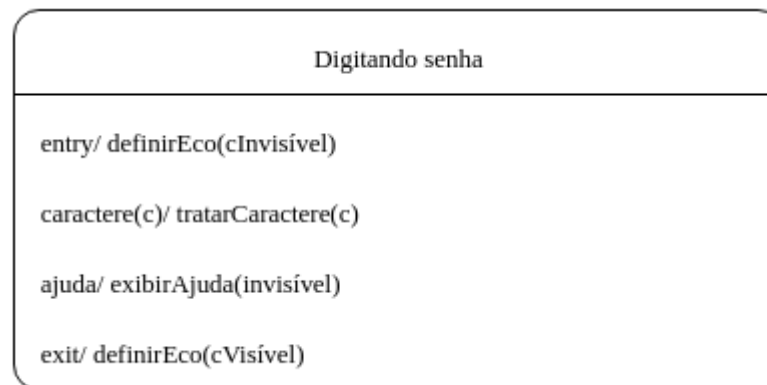 Digitando senha
entry/ definirEco(cInvisível)
caractere(c)/ tratarCaractere(c)
ajuda/ exibirAjuda(invisível)
exit/ definirEco(cVisível)